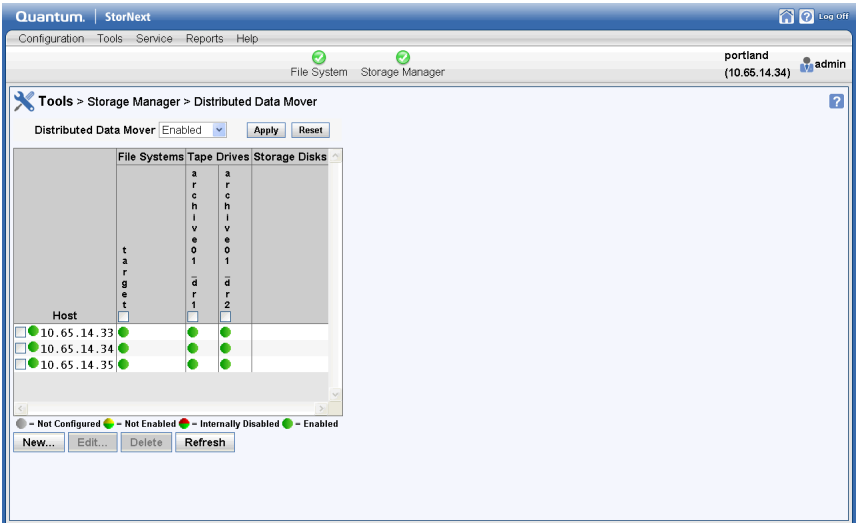 Quantum. StorNext
Log Off
Configuration Tools Service Reports Help
File System Storage Manager
portland
(10.65.14.34)
admin
Tools > Storage Manager > Distributed Data Mover
?
Distributed Data Mover Enabled Apply Reset
File Systems Tape Drives Storage Disks
Host target archive01_dr1 archive01_dr2
10.65.14.33
10.65.14.34
10.65.14.35
= Not Configured = Not Enabled = Internally Disabled = Enabled
New... Edit... Delete Refresh